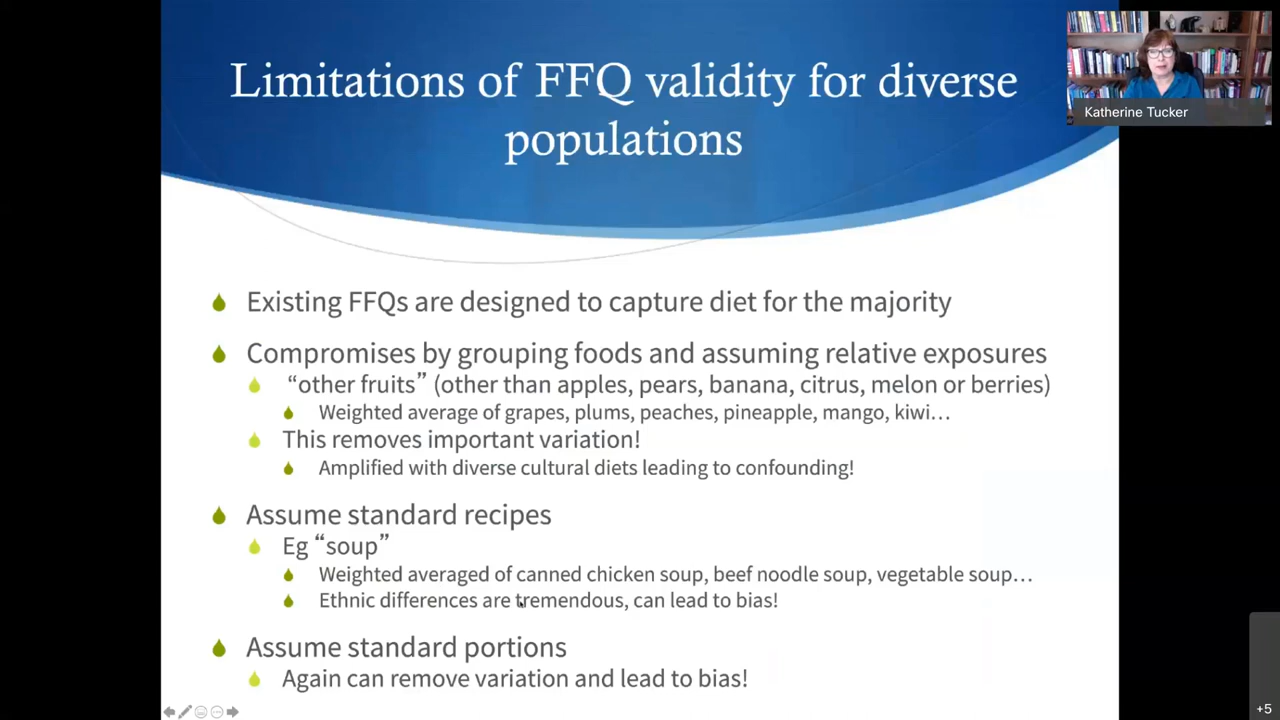 Limitations of FFQ validity for diverse
populations
Katherine Tucker
Existing FFQs are designed to capture diet for the majority
Compromises by grouping foods and assuming relative exposures
“other fruits” (other than apples, pears, banana, citrus, melon or berries)
Weighted average of grapes, plums, peaches, pineapple, mango, kiwi…
This removes important variation!
Amplified with diverse cultural diets leading to confounding!
Assume standard recipes
Eg “soup”
Weighted averaged of canned chicken soup, beef noodle soup, vegetable soup…
Ethnic differences are tremendous, can lead to bias!
Assume standard portions
Again can remove variation and lead to bias!
+5